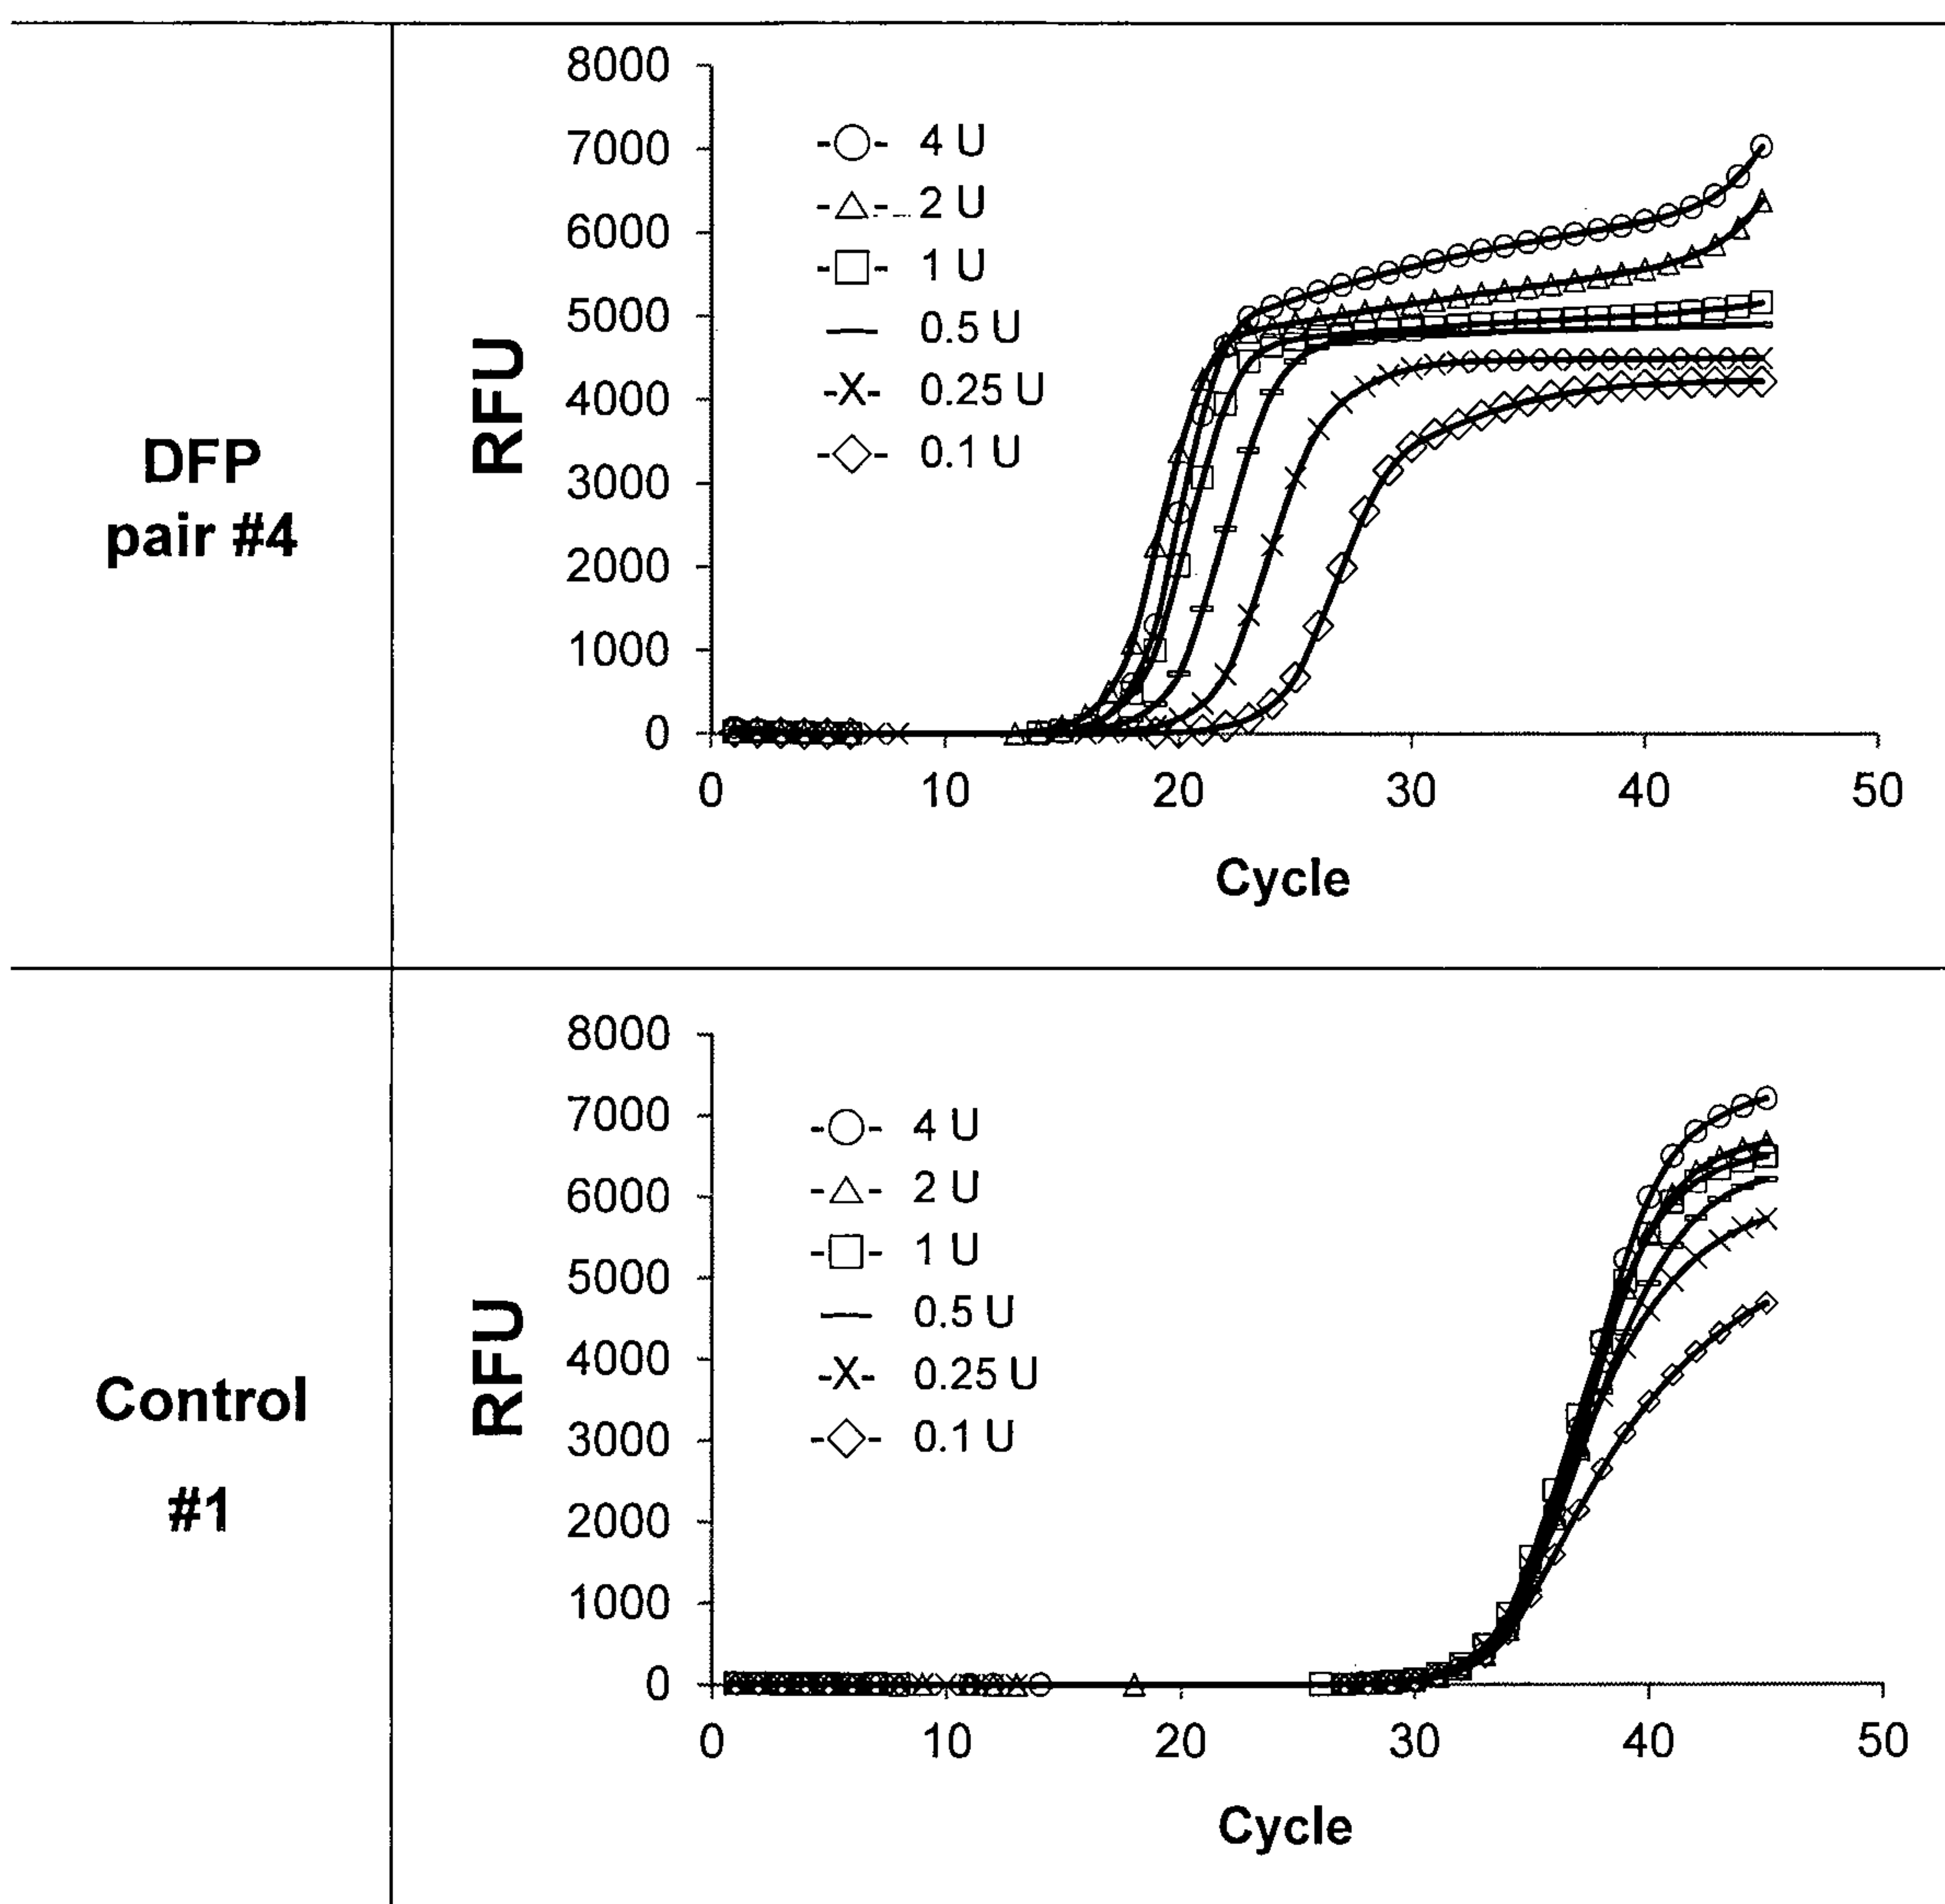 DFP
pair #4
RFU
8000
7000
6000
5000
4000
3000
2000
1000
0
-○- 4 U
-△- 2 U
-□- 1 U
— 0.5 U
-X- 0.25 U
-◇- 0.1 U
0 10 20 30 40 50
Cycle
Control
#1
RFU
8000
7000
6000
5000
4000
3000
2000
1000
0
-○- 4 U
-△- 2 U
-□- 1 U
— 0.5 U
-X- 0.25 U
-◇- 0.1 U
0 10 20 30 40 50
Cycle